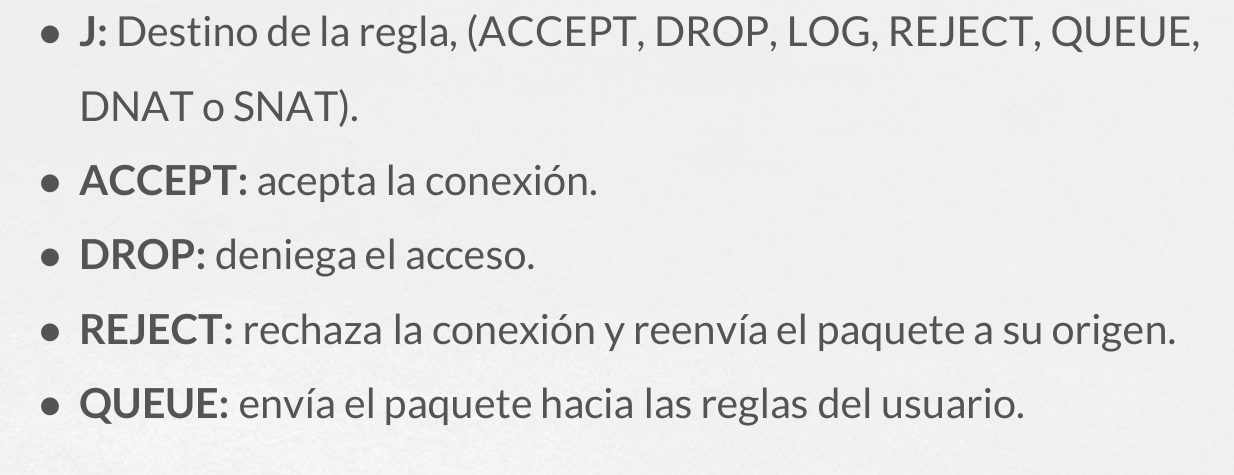 ● J: Destino de la regla, (ACCEPT, DROP, LOG, REJECT, QUEUE,
DNAT o SNAT).
● ACCEPT: acepta la conexión.
● DROP: deniega el acceso.
● REJECT: rechaza la conexión y reenvía el paquete a su origen.
● QUEUE: envía el paquete hacia las reglas del usuario.